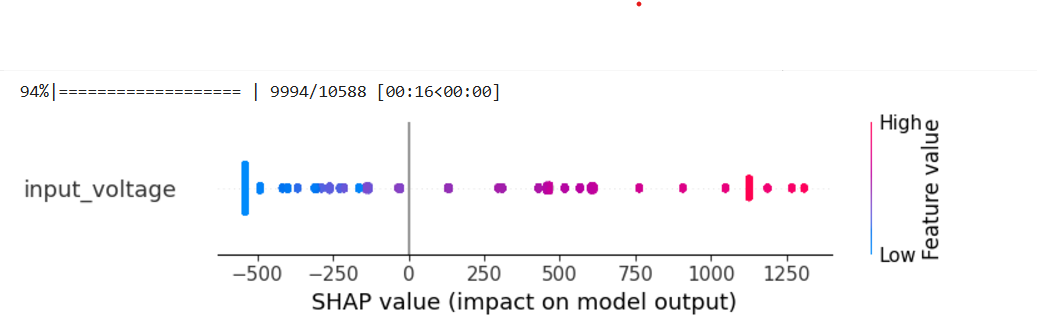 94%|=================== | 9994/10588 [00:16<00:00]
High
input_voltage
Feature value
Low
−500 −250 0 250 500 750 1000 1250
SHAP value (impact on model output)